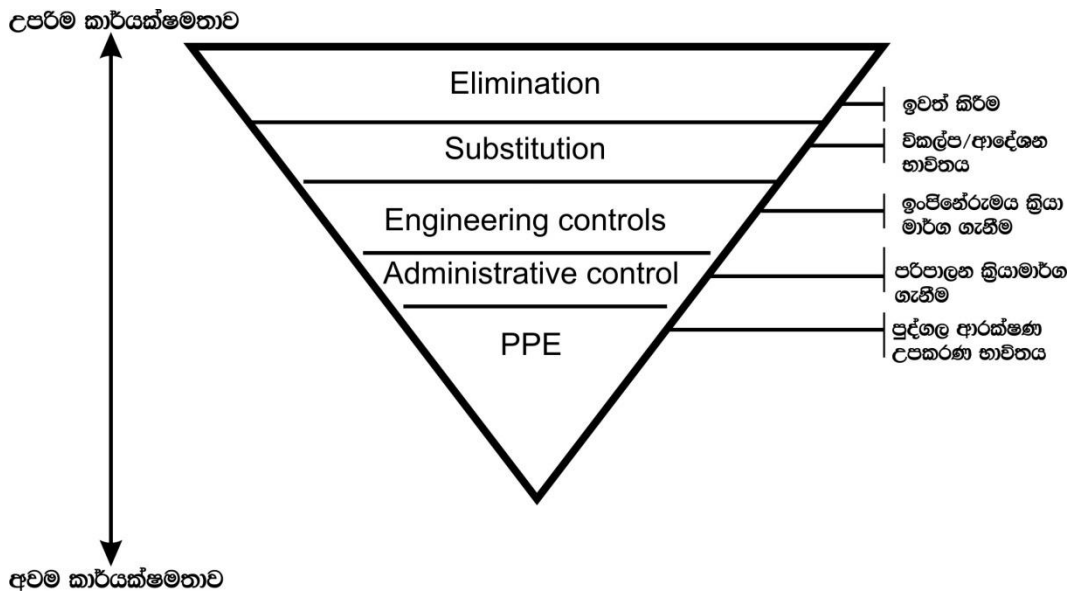 උපරිම කාර්යක්ෂමතාව
Elimination
ඉවත් කිරීම
Substitution
විකල්ප/ආදේශන
භාවිතය
Engineering controls
ඉංජිනේරුමය ක්‍රියා
මාර්ග ගැනීම
Administrative control
පරිපාලන ක්‍රියාමාර්ග
ගැනීම
PPE
පුද්ගල ආරක්ෂණ
උපකරණ භාවිතය
අවම කාර්යක්ෂමතාව